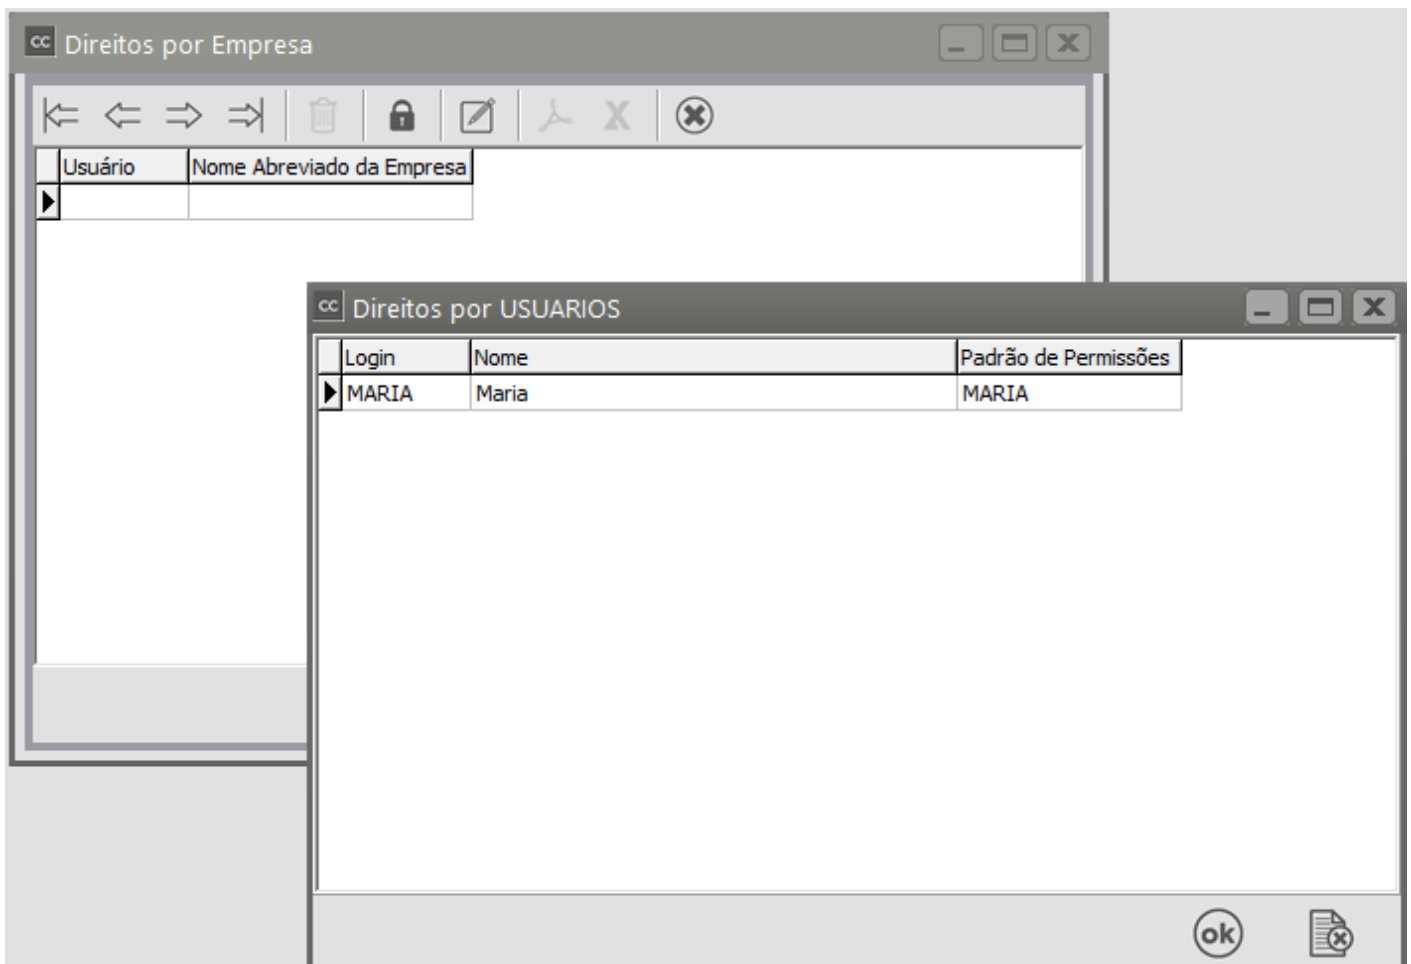 cc Direitos por Empresa
Usuário Nome Abreviado da Empresa
cc Direitos por USUARIOS
Login Nome Padrão de Permissões
MARIA Maria MARIA
ok